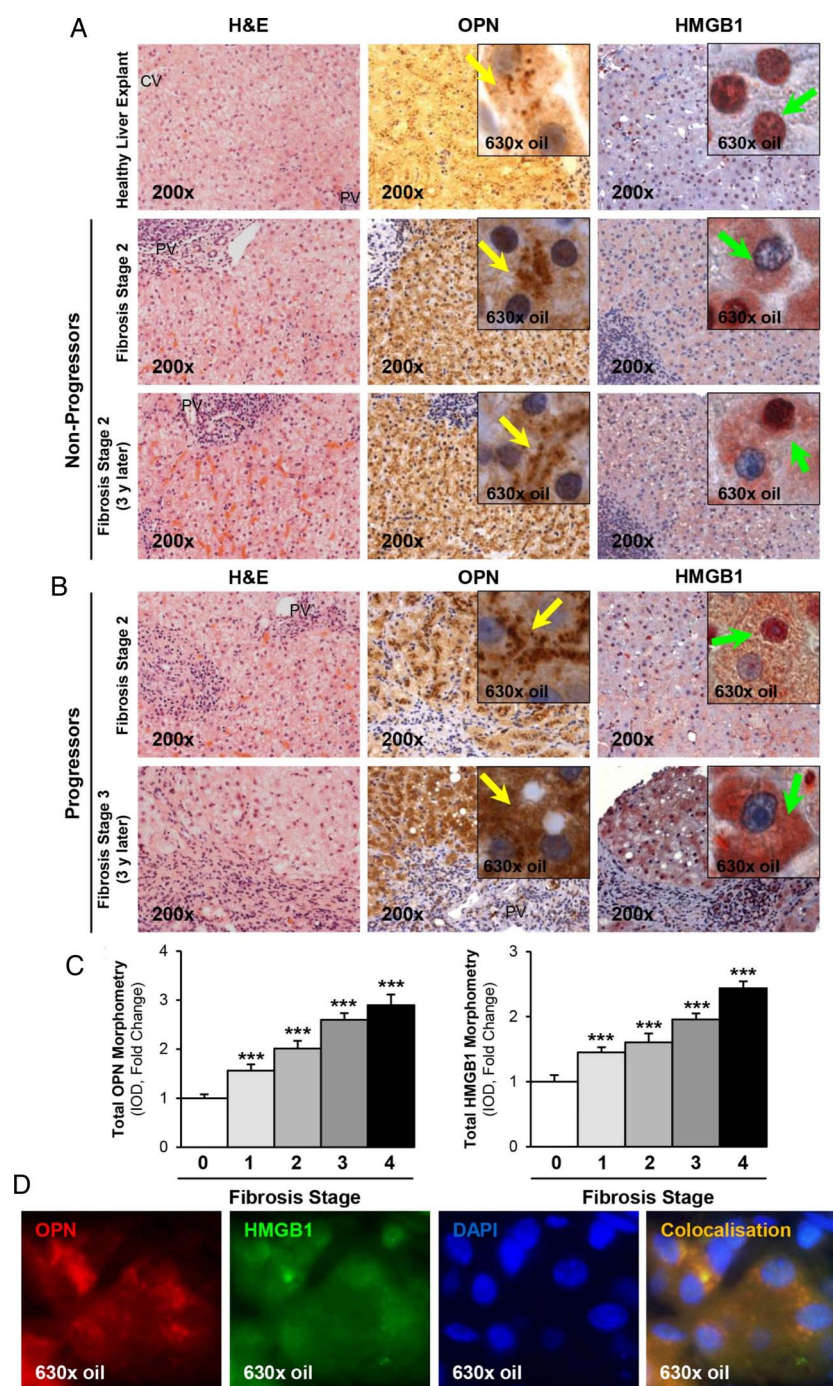 A
H&E
OPN
HMGB1
Healthy Liver Explant
CV
PV
200x
630x oil
200x
630x oil
200x
Non-Progressors
Fibrosis Stage 2
PV
200x
630x oil
200x
630x oil
200x
Fibrosis Stage 2
(3 y later)
PV
200x
630x oil
200x
630x oil
200x
B
H&E
OPN
HMGB1
Progressors
Fibrosis Stage 2
PV
200x
630x oil
200x
630x oil
200x
Fibrosis Stage 3
(3 y later)
200x
630x oil
200x
PV
630x oil
200x
C
Total OPN Morphometry
(IOD, Fold Change)
4
3
2
1
0
***
***
***
***
0 1 2 3 4
Fibrosis Stage
Total HMGB1 Morphometry
(IOD, Fold Change)
3
2
1
0
***
***
***
***
0 1 2 3 4
Fibrosis Stage
D
OPN
630x oil
HMGB1
630x oil
DAPI
630x oil
Colocalisation
630x oil